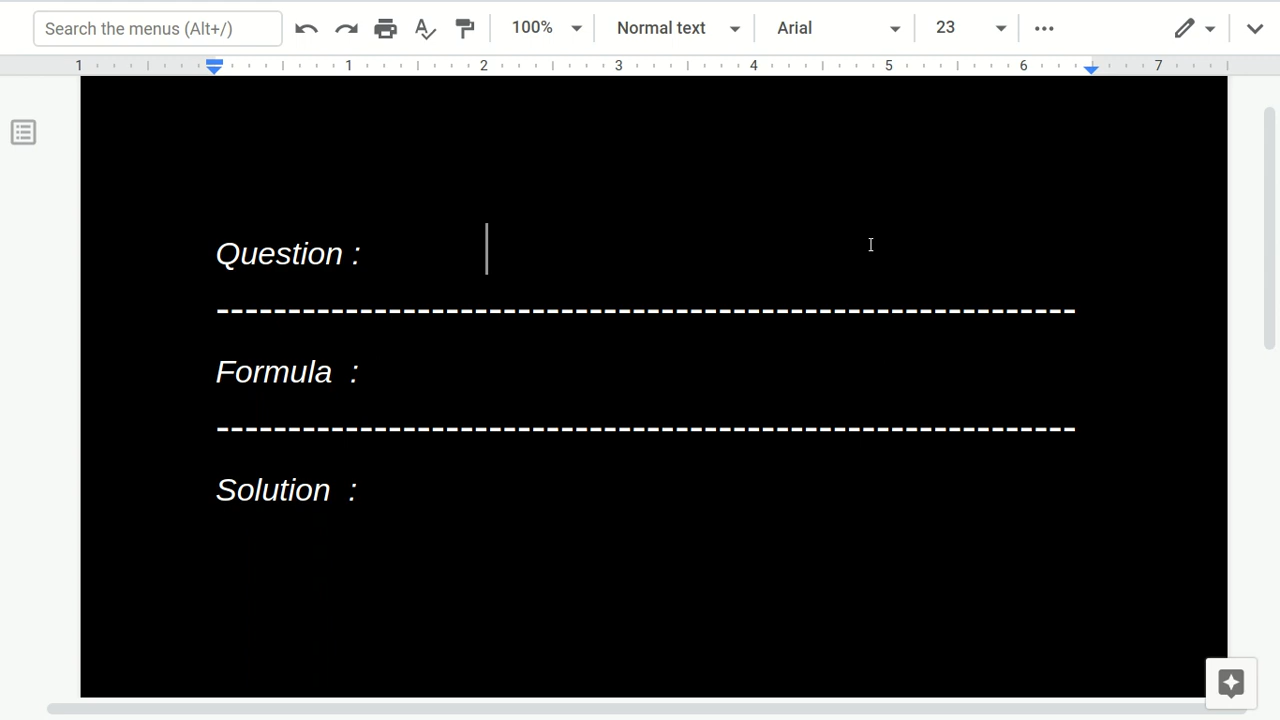 Search the menus (Alt+/) 100% Normal text Arial 23
1 1 2 3 4 5 6 7
Question :
------------------------------------------------------------
Formula :
------------------------------------------------------------
Solution :